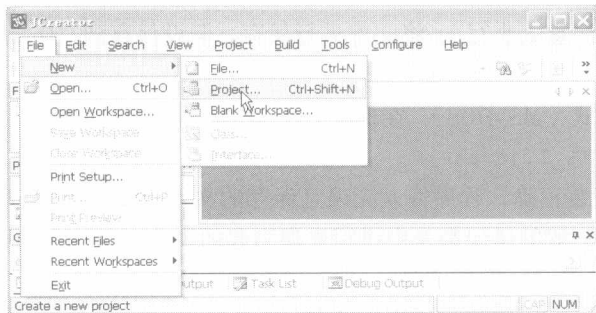 JCreator
File Edit Search View Project Build Tools Configure Help
New
Open... Ctrl+O
Open Workspace...
Save Workspace
Close Workspace
Print Setup...
Print... Ctrl+P
Print Preview
Recent Files
Recent Workspaces
Exit
File... Ctrl+N
Project... Ctrl+Shift+N
Blank Workspace...
Class...
Interface...
F
P
G
utput Task List Debug Output
Create a new project CAP NUM